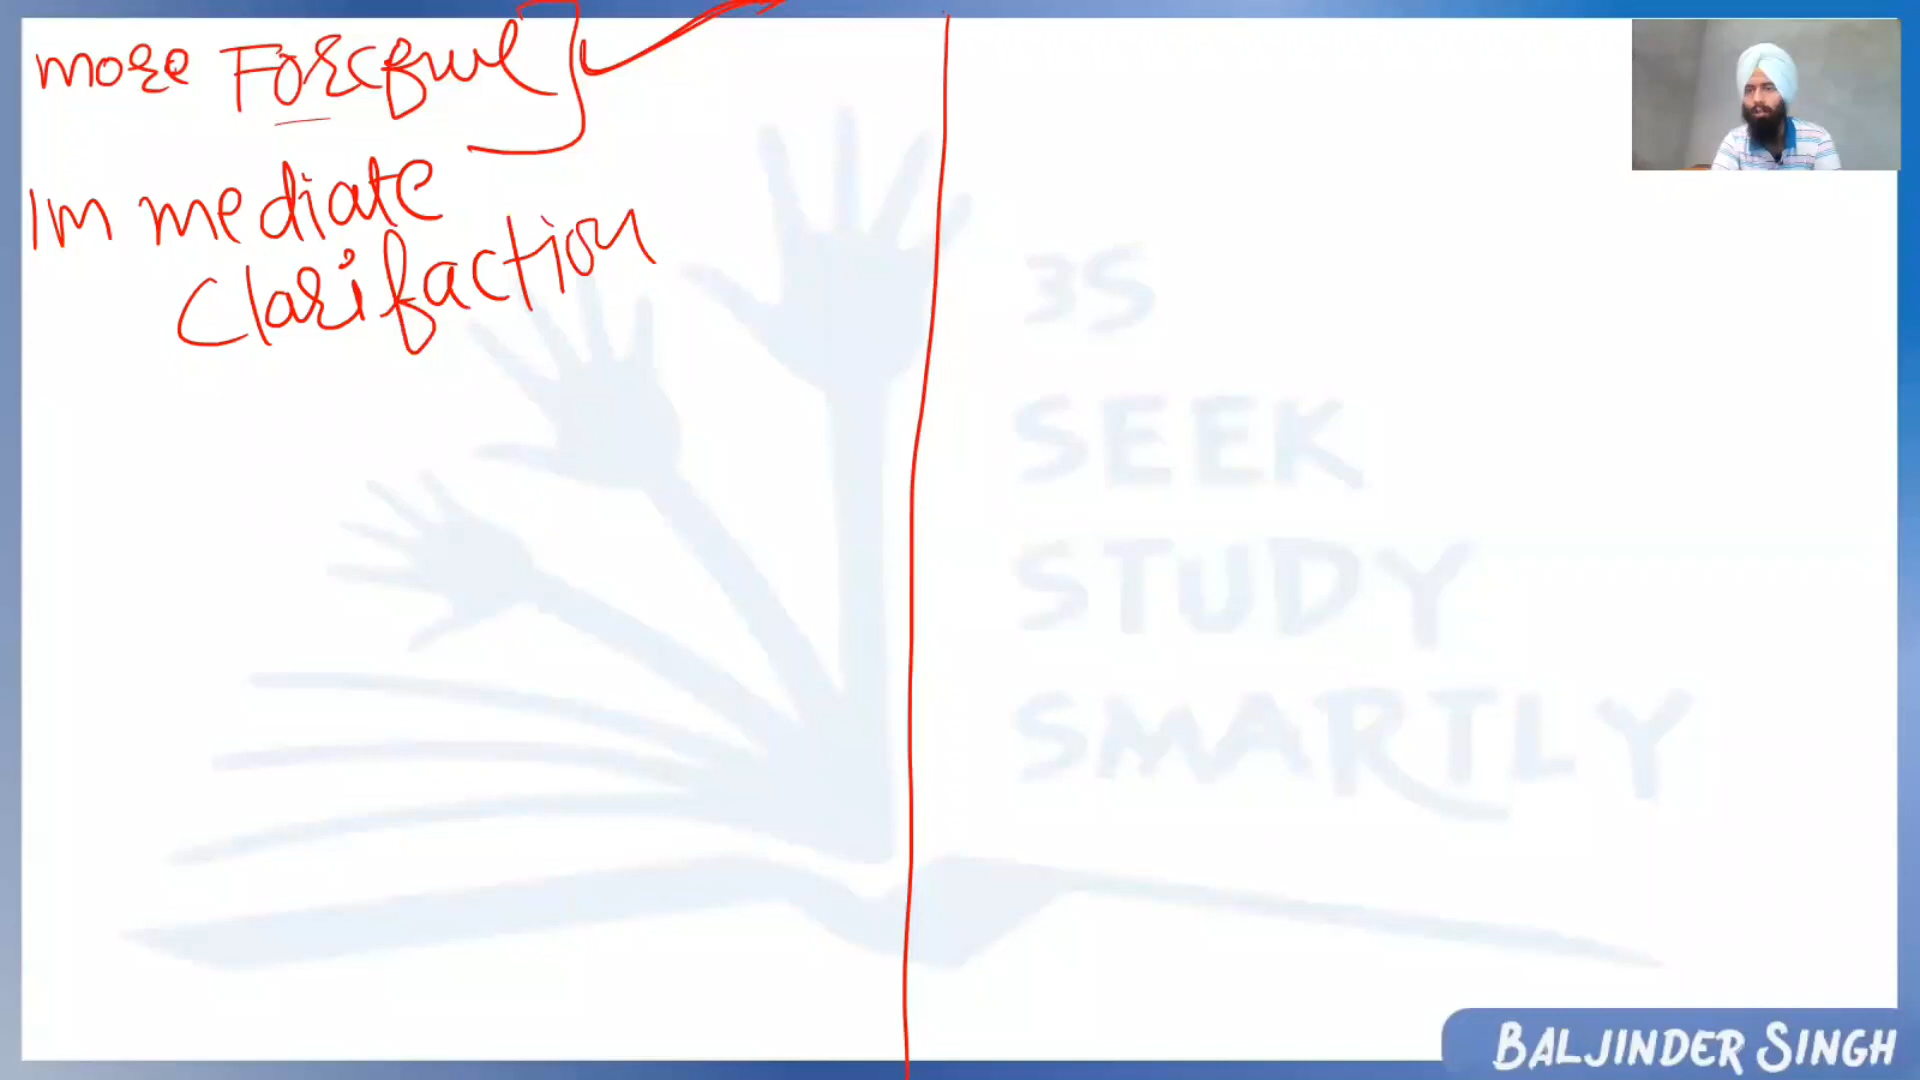 more Forceful
Immediate
Clarifaction
3S
SEEK
STUDY
SMARTLY
BALJINDER SINGH